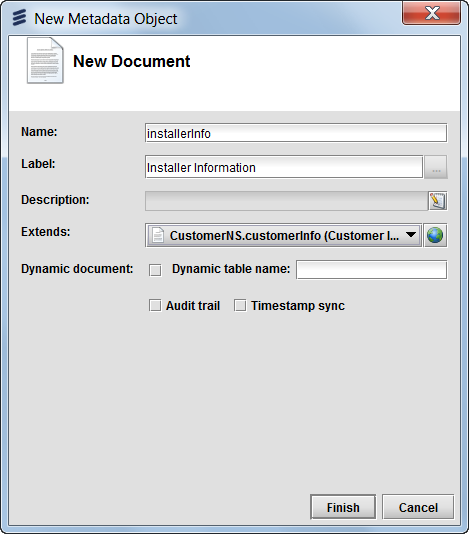 New Metadata Object
New Document
Name: installerInfo
Label: Installer Information ...
Description:
Extends: CustomerNS.customerInfo (Customer I...
Dynamic document: Dynamic table name:
Audit trail Timestamp sync
Finish Cancel